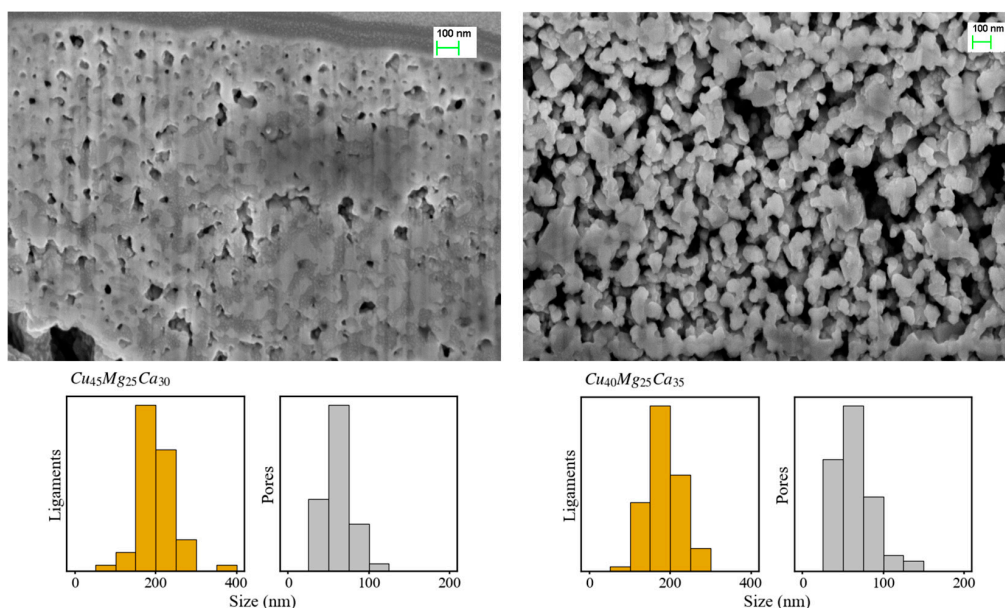 100 nm
100 nm
Cu₄₅Mg₂₅Ca₃₀
Cu₄₀Mg₂₅Ca₃₅
Ligaments
Pores
Ligaments
Pores
0 200 400
0 100 200
0 200 400
0 100 200
Size (nm)
Size (nm)